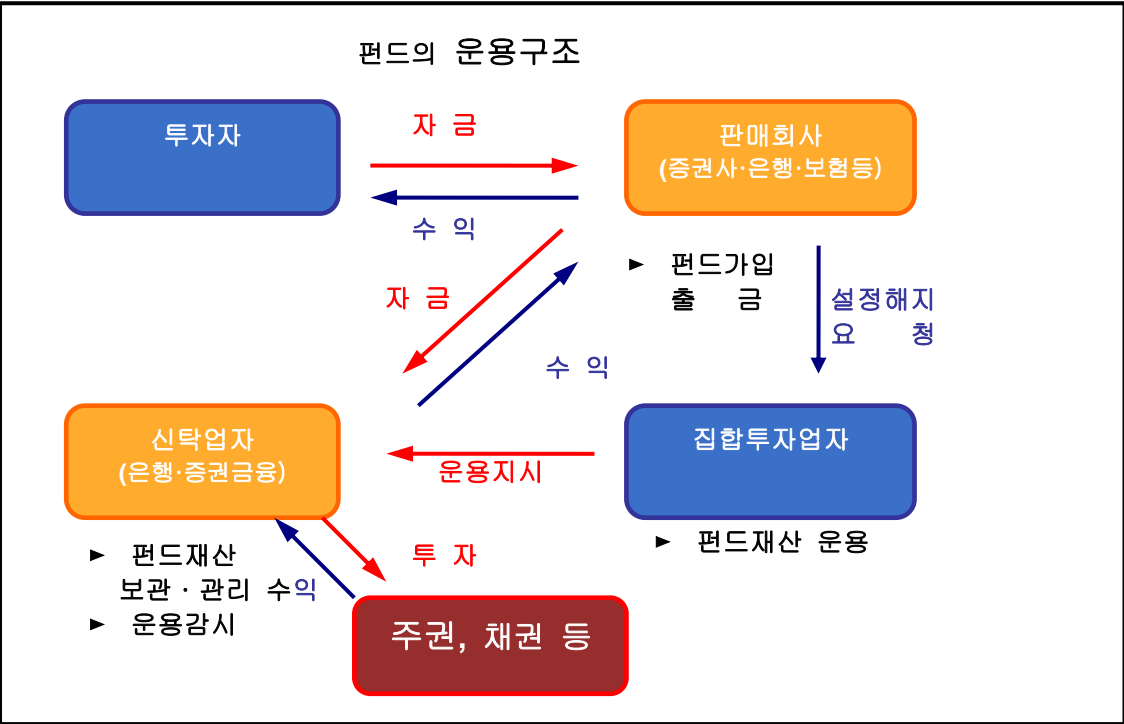 펀드의 운용구조
투자자
자 금
판매회사
(증권사·은행·보험등)
수 익
► 펀드가입
출 금
설정해지
요 청
자 금
수 익
신탁업자
(은행·증권금융)
집합투자업자
운용지시
► 펀드재산 운용
► 펀드재산
보관·관리 수익
► 운용감시
투 자
주권, 채권 등